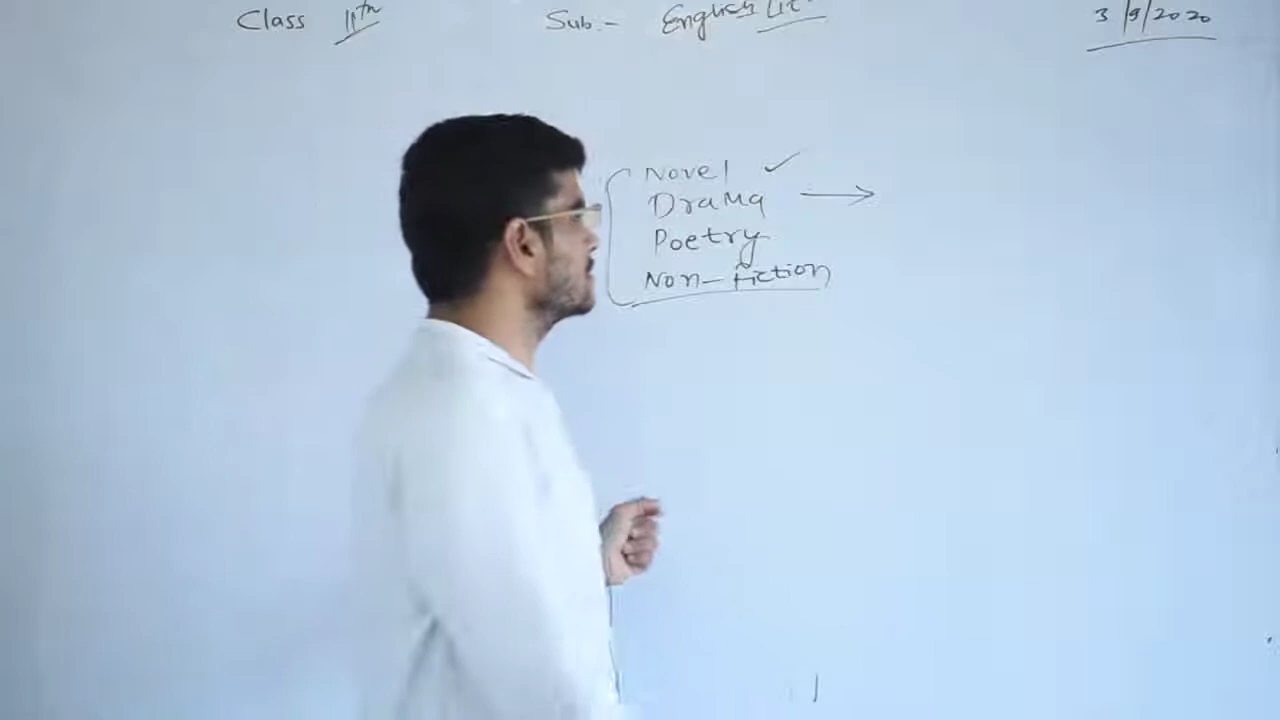 Class 11th Sub:- English Lit. 3/9/2020
Novel ✓
Drama →
Poetry
Non-fiction